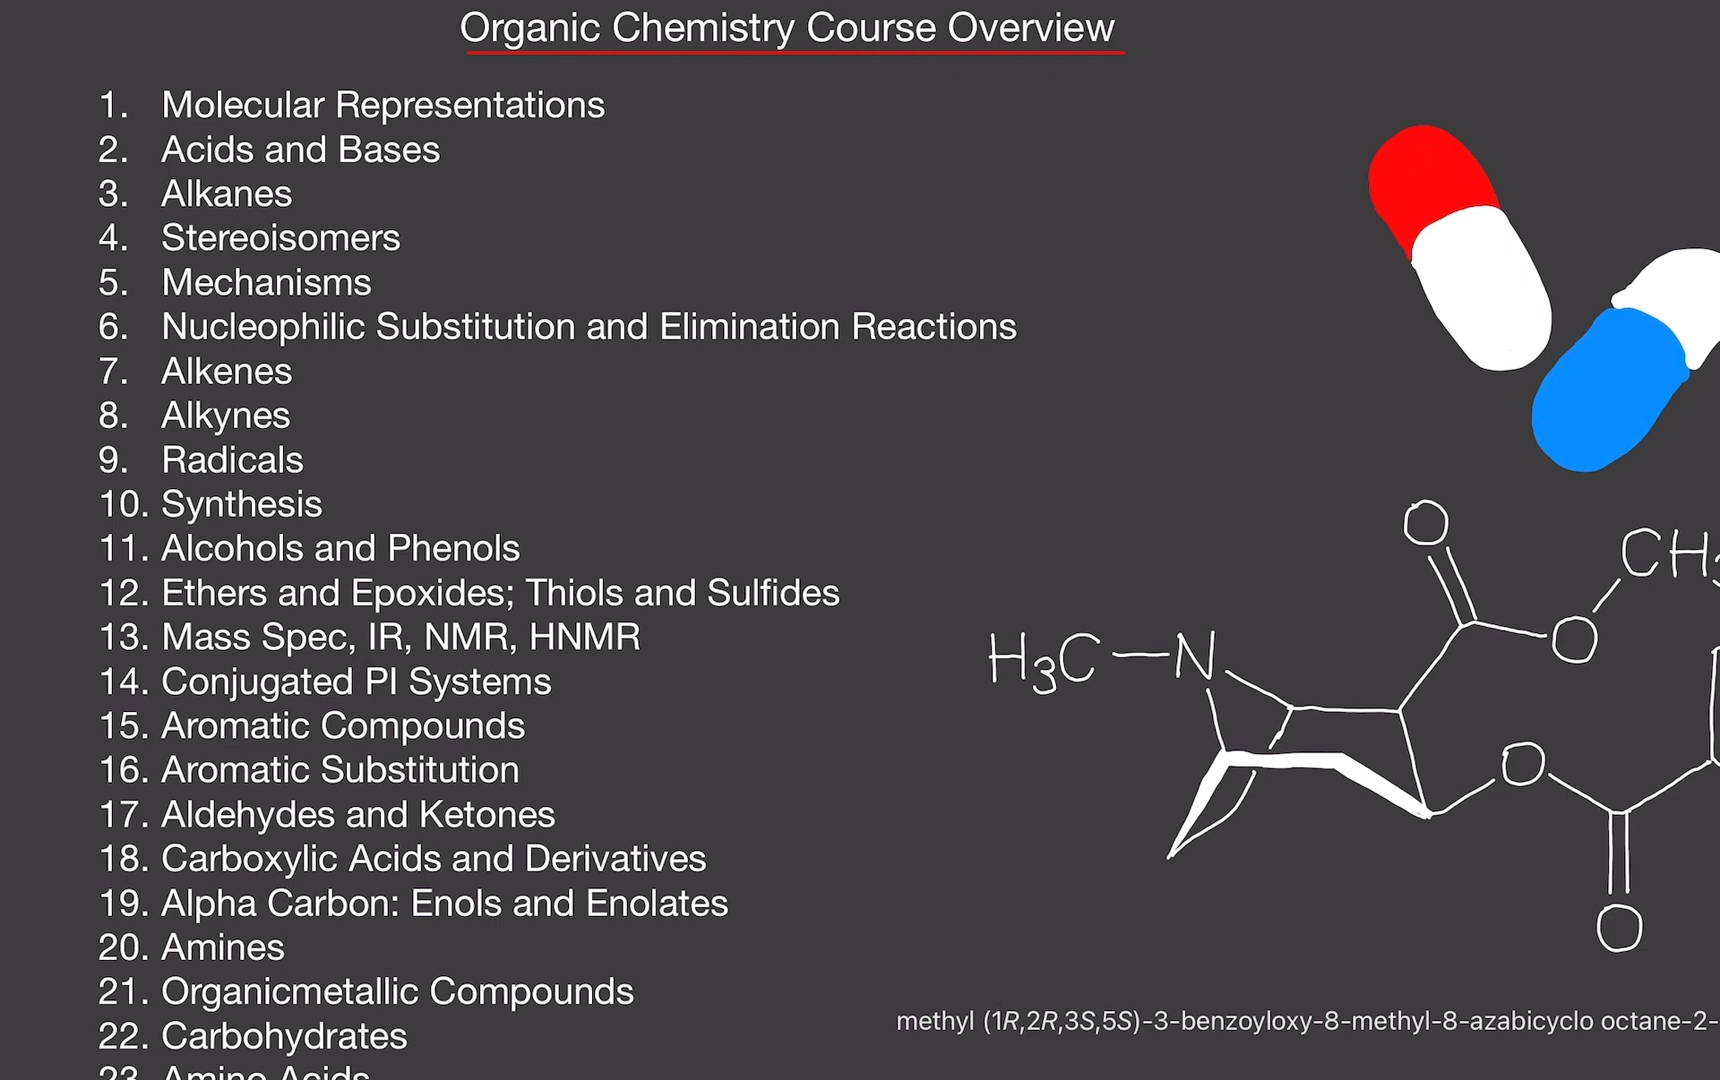 Organic Chemistry Course Overview
1. Molecular Representations
2. Acids and Bases
3. Alkanes
4. Stereoisomers
5. Mechanisms
6. Nucleophilic Substitution and Elimination Reactions
7. Alkenes
8. Alkynes
9. Radicals
10. Synthesis
11. Alcohols and Phenols
12. Ethers and Epoxides; Thiols and Sulfides
13. Mass Spec, IR, NMR, HNMR
14. Conjugated PI Systems
15. Aromatic Compounds
16. Aromatic Substitution
17. Aldehydes and Ketones
18. Carboxylic Acids and Derivatives
19. Alpha Carbon: Enols and Enolates
20. Amines
21. Organicmetallic Compounds
22. Carbohydrates
23. Amino Acids
O
CH3
H3C-N
O
O
O
methyl (1R,2R,3S,5S)-3-benzoyloxy-8-methyl-8-azabicyclo octane-2-